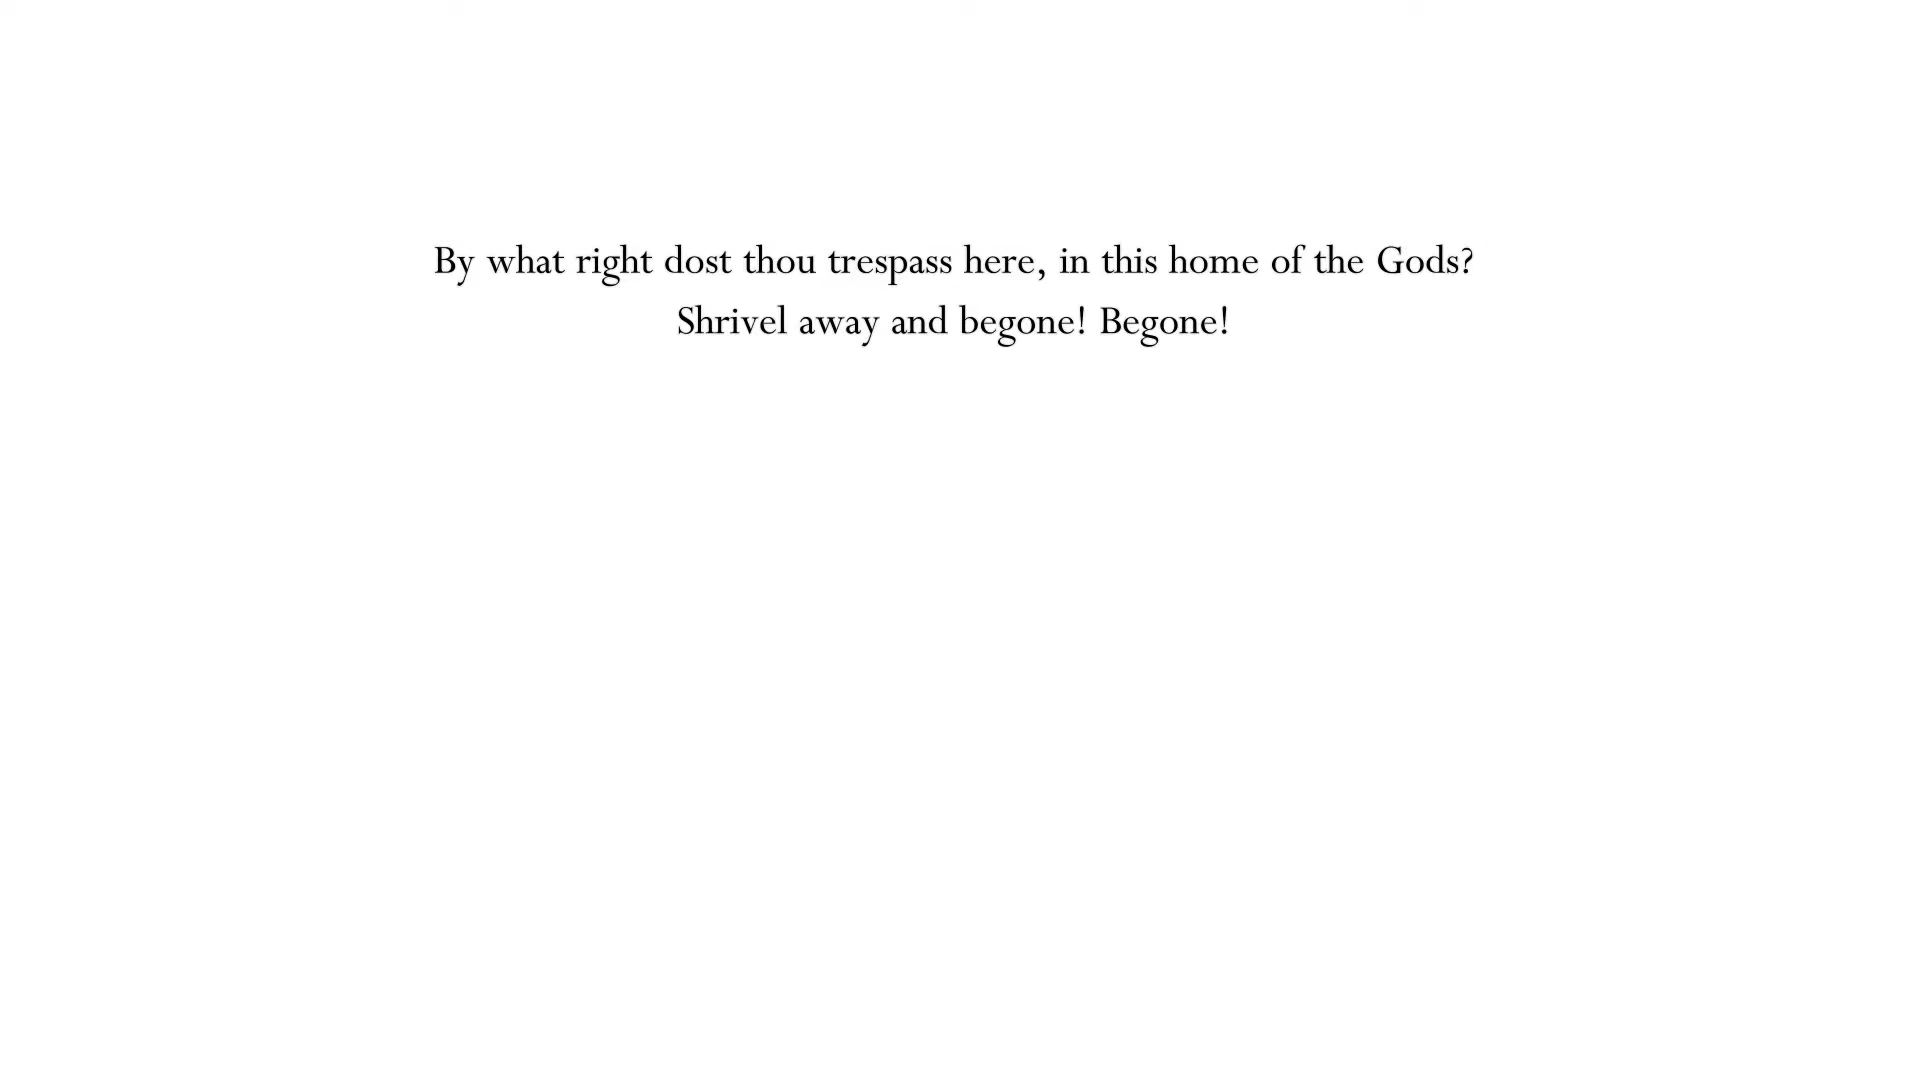 By what right dost thou trespass here, in this home of the Gods?
Shrivel away and begone! Begone!